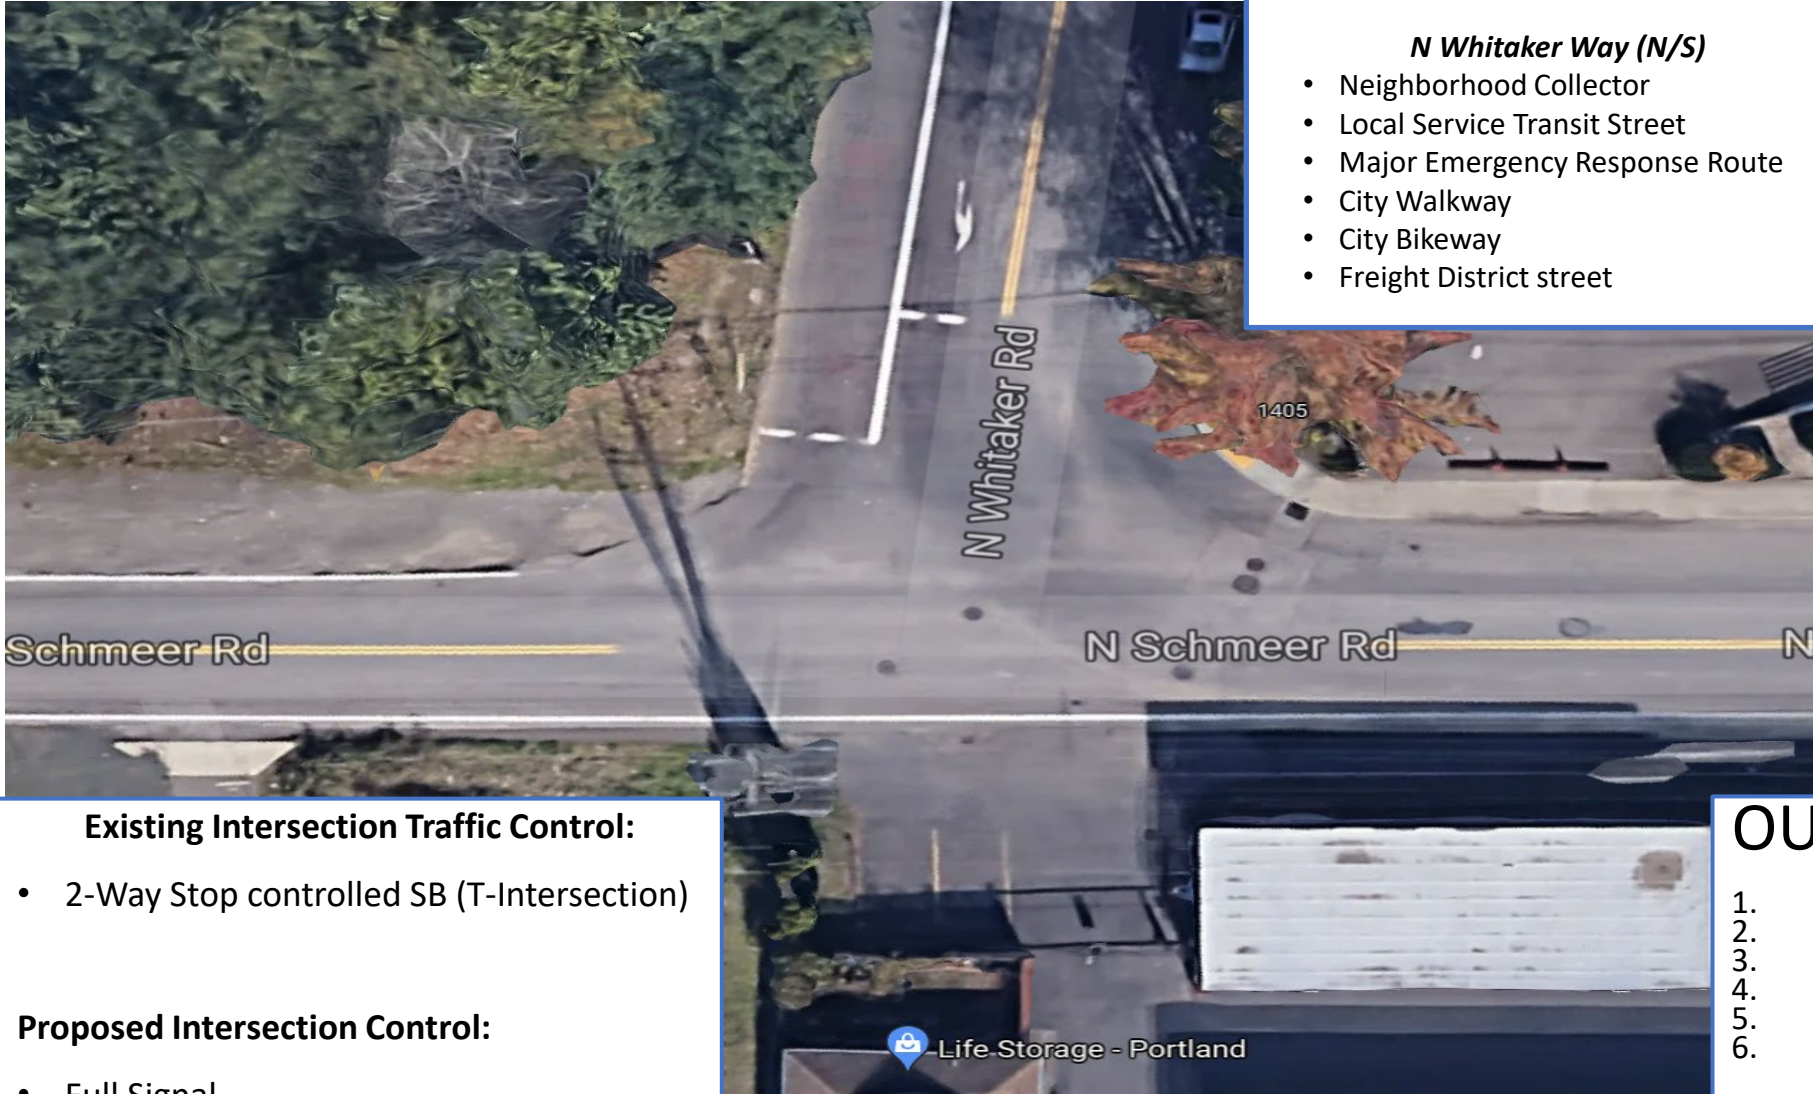 N Whitaker Way (N/S)
• Neighborhood Collector
• Local Service Transit Street
• Major Emergency Response Route
• City Walkway
• City Bikeway
• Freight District street
N Whitaker Rd
1405
Schmeer Rd
N Schmeer Rd
N
Existing Intersection Traffic Control:
• 2-Way Stop controlled SB (T-Intersection)
Proposed Intersection Control:
• Full Signal
OU
1.
2.
3.
4.
5.
6.
Life Storage - Portland